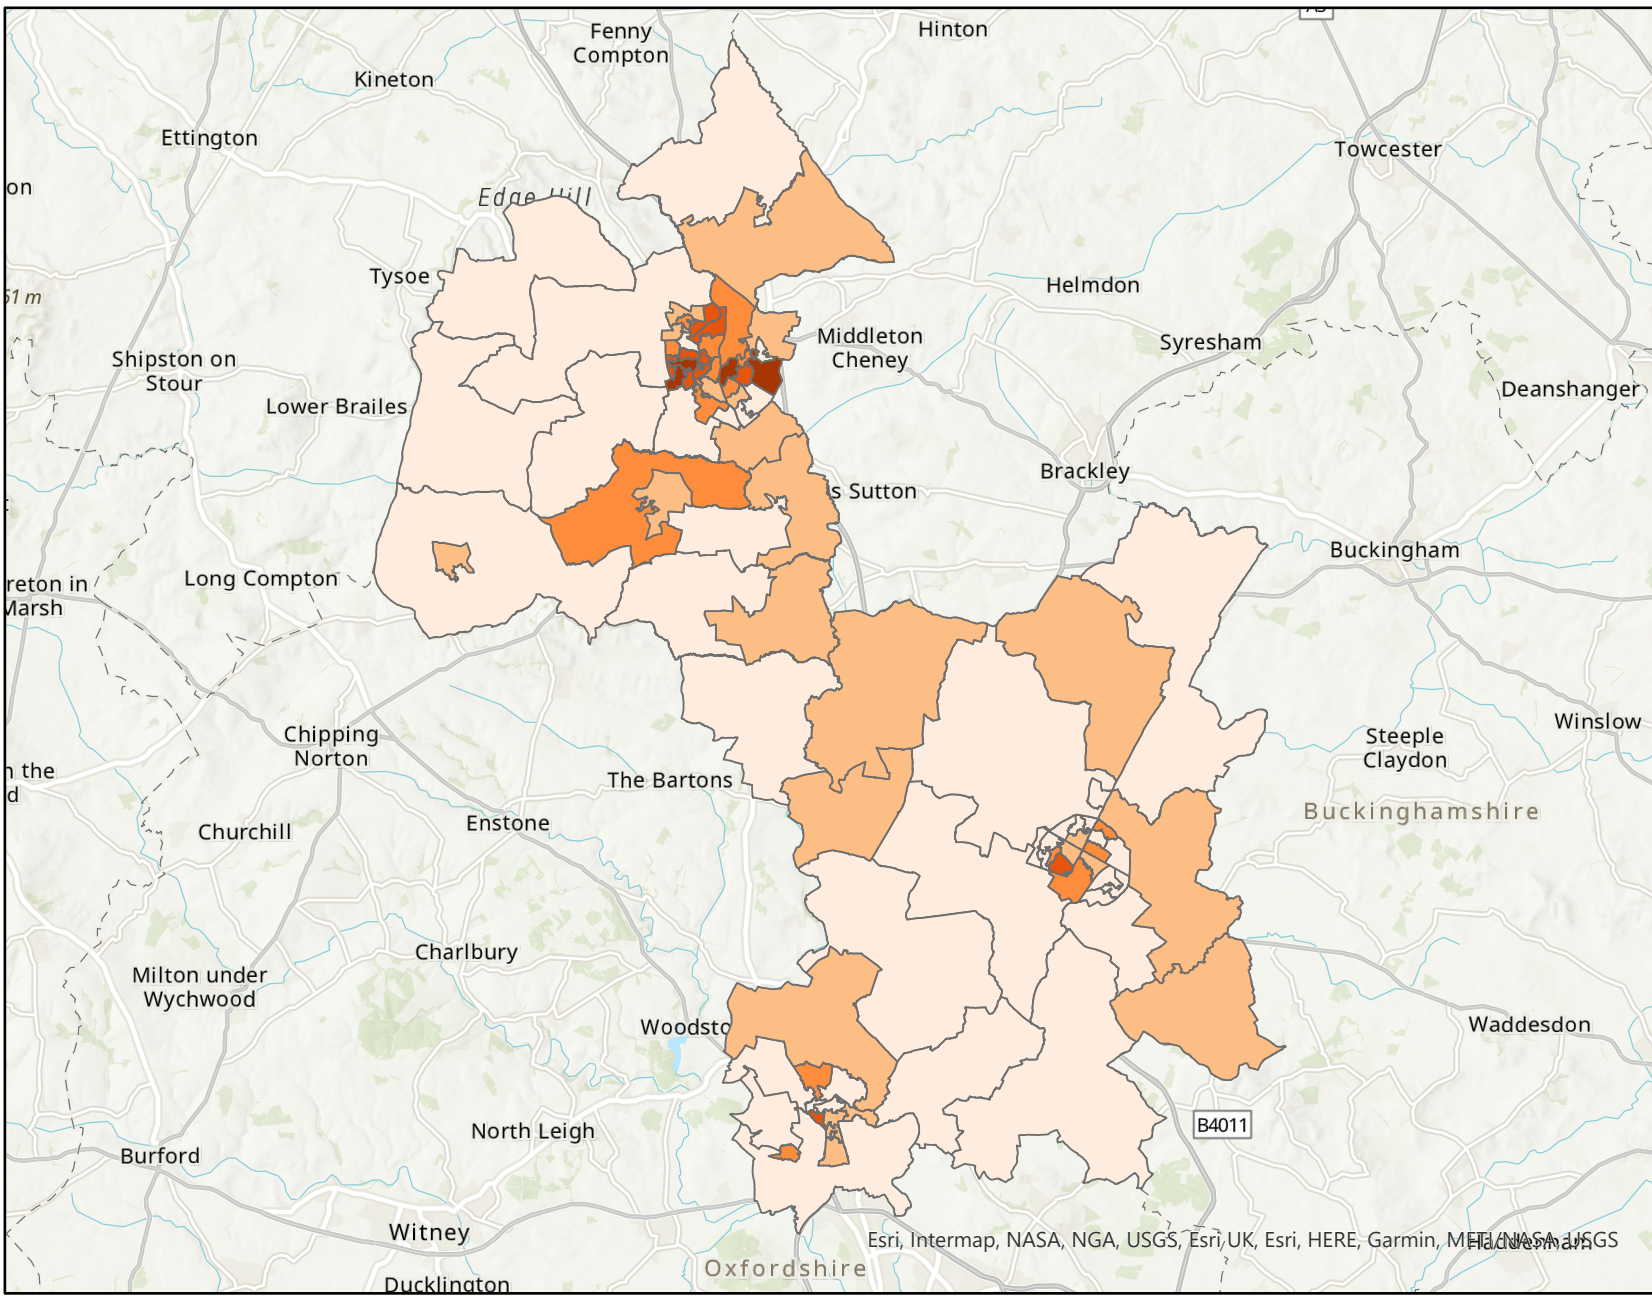 A5
Hinton
Fenny
Compton
Kineton
Ettington
Towcester
on
Edge Hill
Tysoe
Helmdon
51 m
Middleton
Cheney
Syresham
Shipston on
Stour
Deanshanger
Lower Brailes
Brackley
s Sutton
Buckingham
reton in
Marsh
Long Compton
Winslow
Chipping
Norton
Steeple
Claydon
n the
d
The Bartons
Buckinghamshire
Churchill
Enstone
Charlbury
Milton under
Wychwood
Woodsto
Waddesdon
B4011
North Leigh
Burford
Witney
Esri, Intermap, NASA, NGA, USGS, Esri UK, Esri, HERE, Garmin, METI/NASA, USGS
Haddenham
Oxfordshire
Ducklington